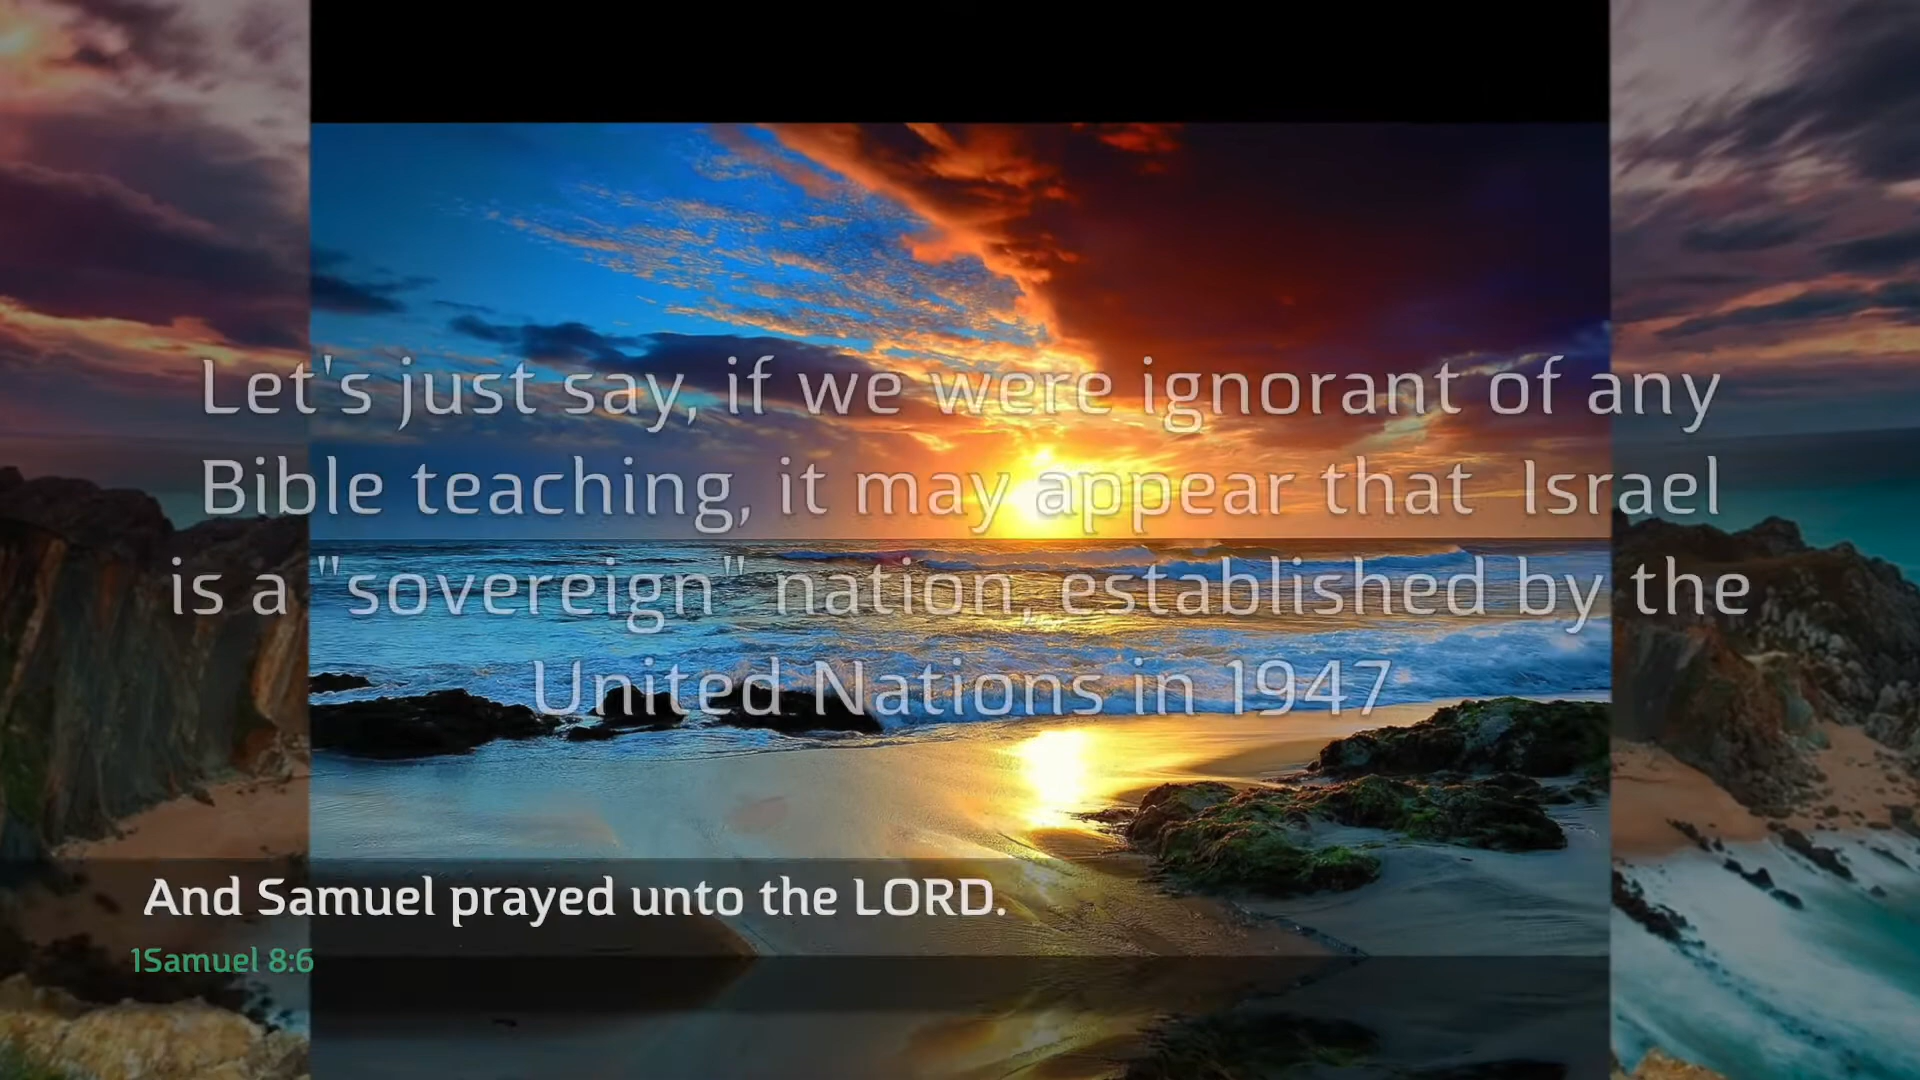 Let's just say, if we were ignorant of any
Bible teaching, it may appear that  Israel
is a "sovereign" nation, established by the
United Nations in 1947
And Samuel prayed unto the LORD.
1Samuel 8:6